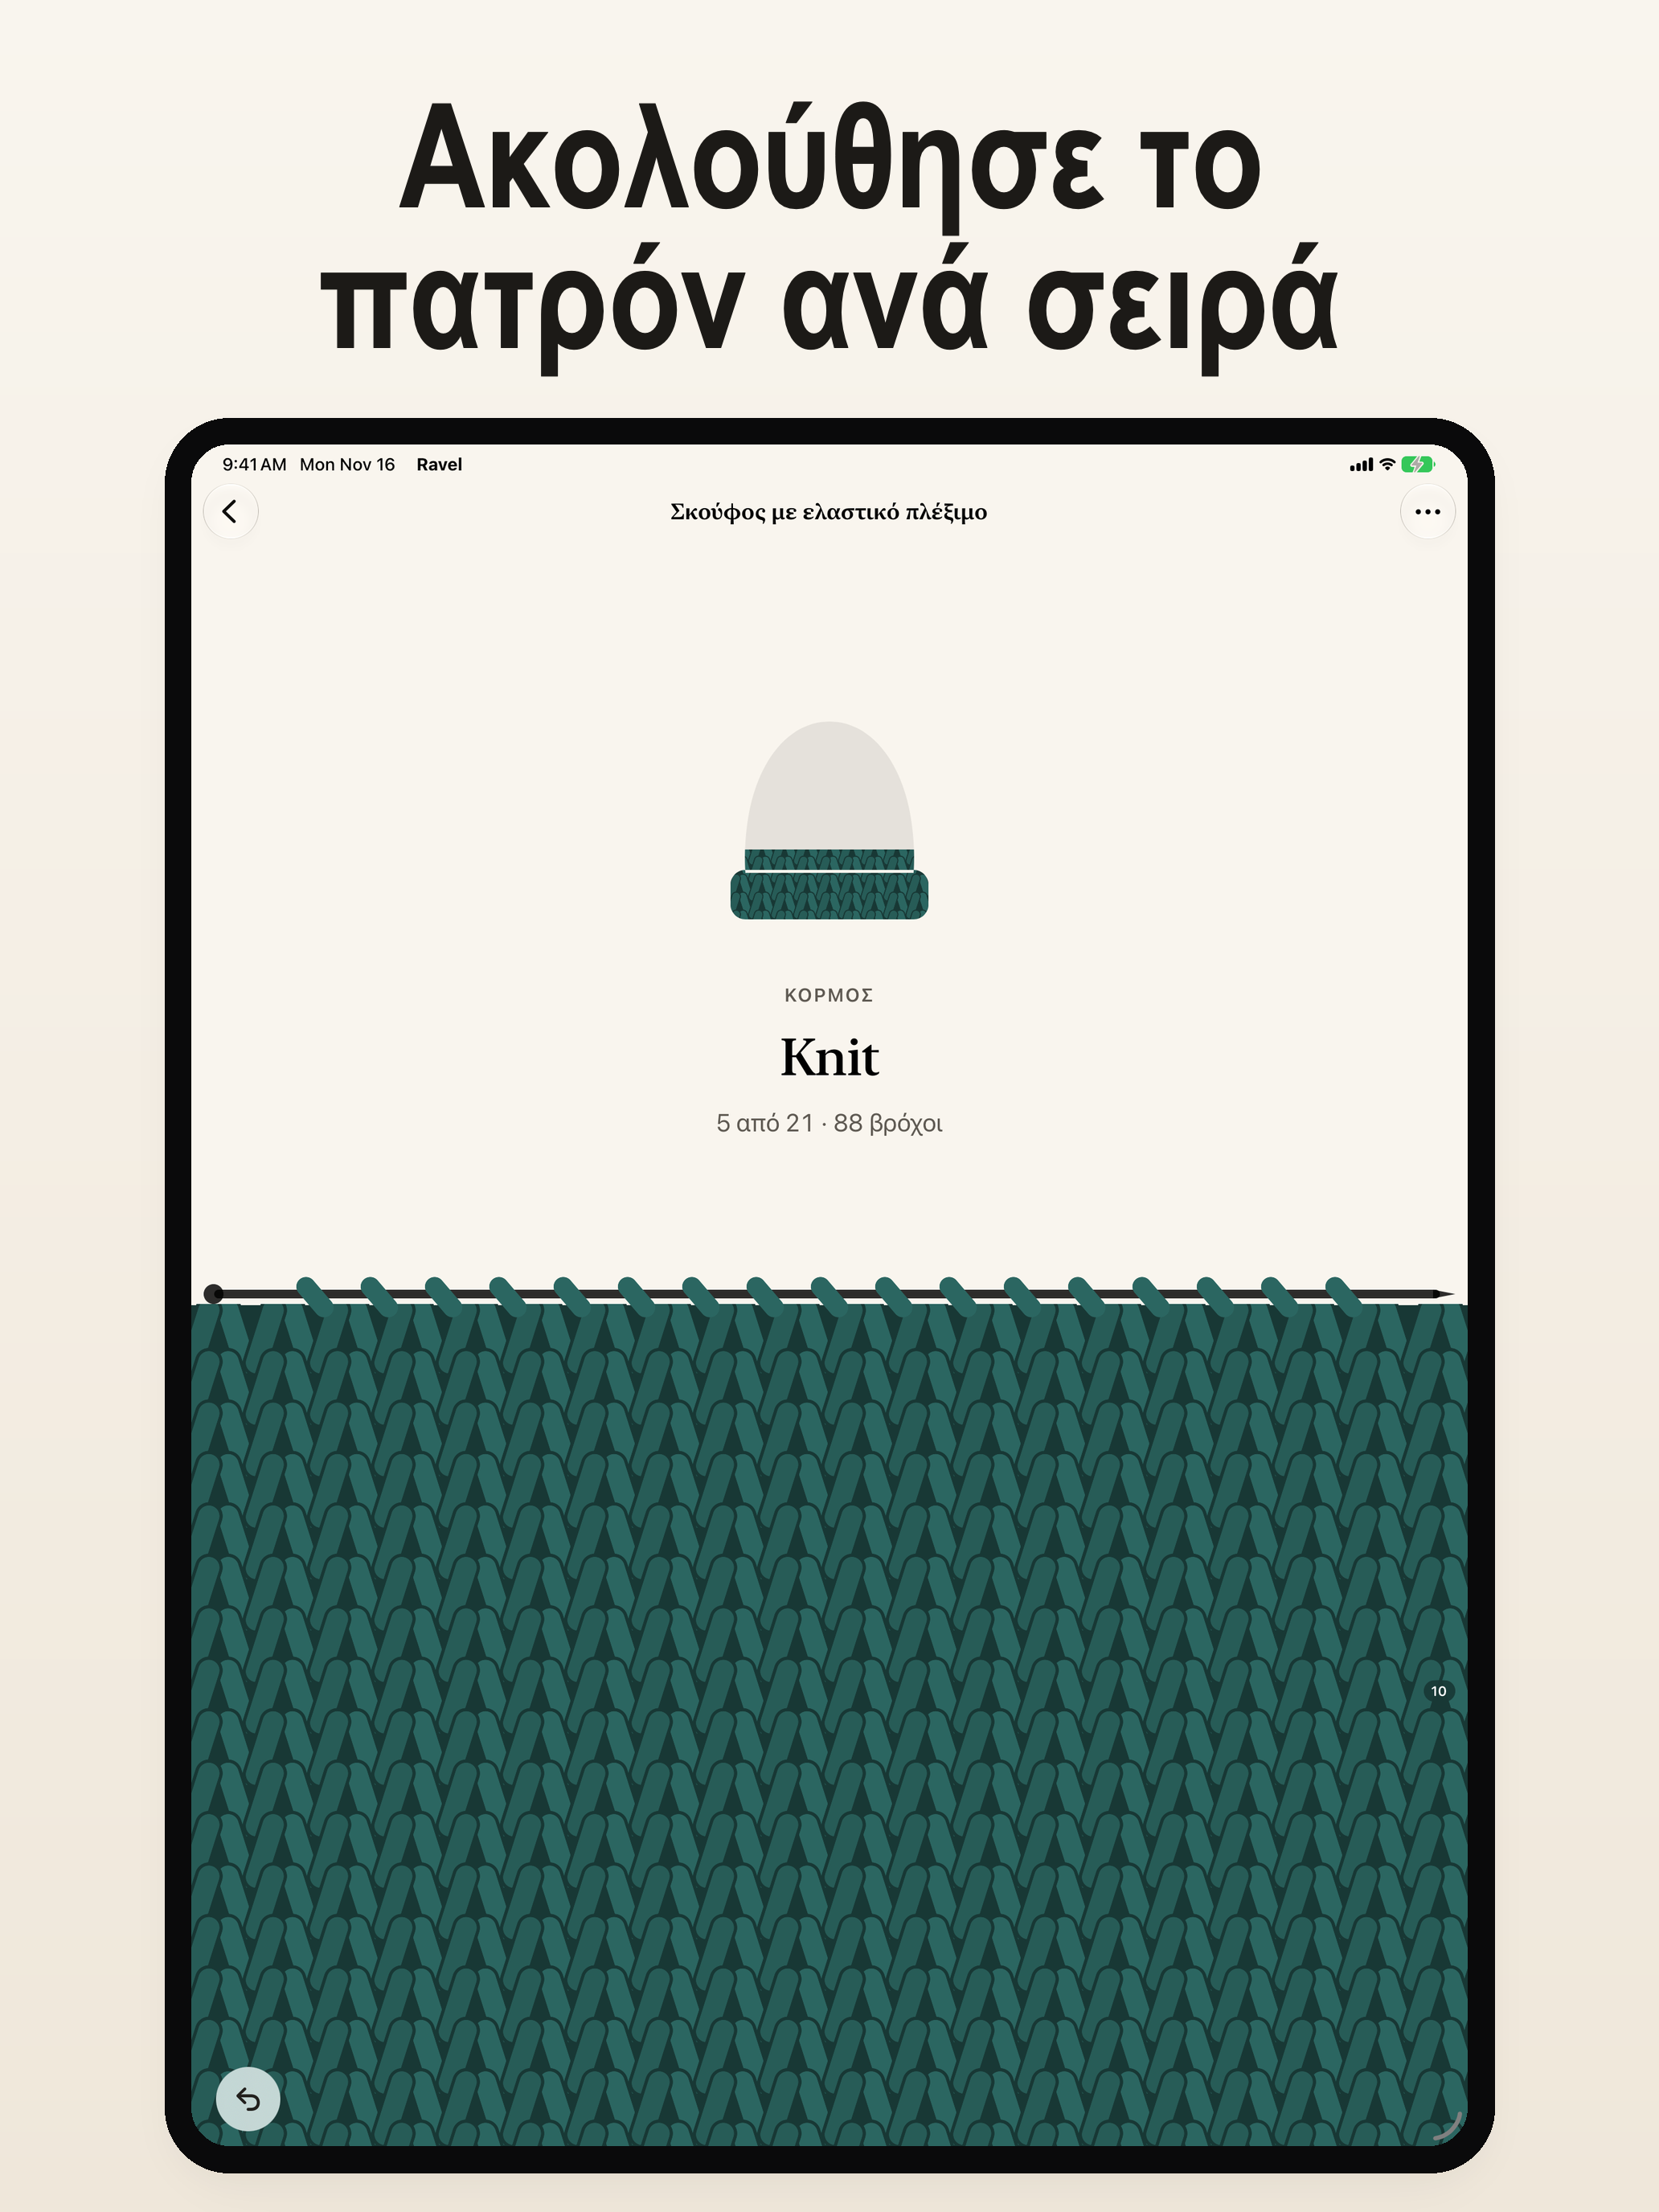 Ακολούθησε το
πατρόν ανά σειρά
9:41 AM Mon Nov 16 Ravel
Σκούφος με ελαστικό πλέξιμο
ΚΟΡΜΟΣ
Knit
5 από 21 · 88 βρόχοι
10